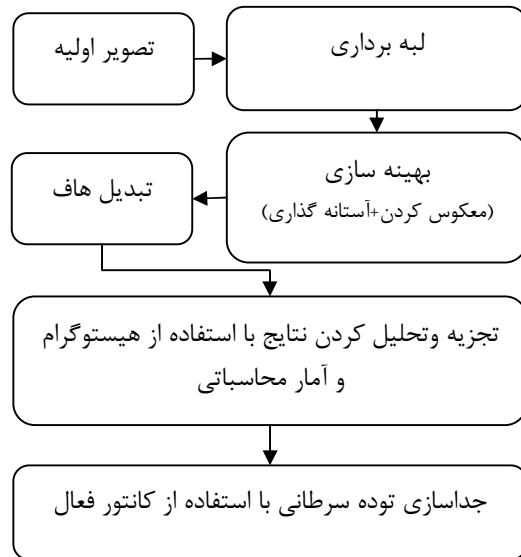 تصویر اولیه
لبه برداری
بهینه سازی
(معکوس کردن+آستانه گذاری)
تبدیل هاف
تجزیه وتحلیل کردن نتایج با استفاده از هیستوگرام
و آمار محاسباتی
جداسازی توده سرطانی با استفاده از کانتور فعال